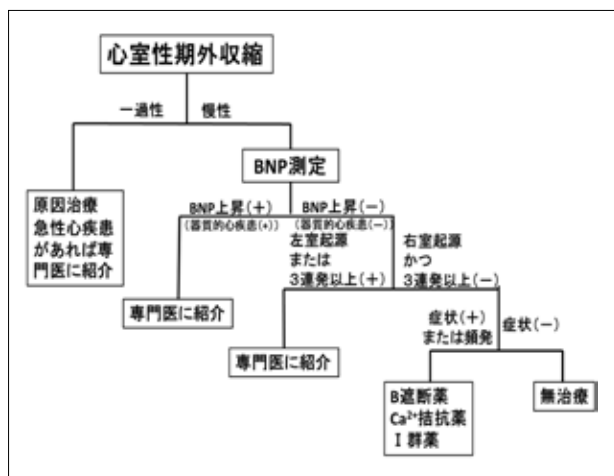 心室性期外収縮
一過性
慢性
BNP測定
原因治療
急性心疾患
があれば専
門医に紹介
BNP上昇(+)
(器質的心疾患(+))
BNP上昇(−)
(器質的心疾患(−))
専門医に紹介
左室起源
または
3連発以上(+)
右室起源
かつ
3連発以上(−)
専門医に紹介
症状(+)
または頻発
症状(−)
B遮断薬
Ca²⁺拮抗薬
Ⅰ群薬
無治療